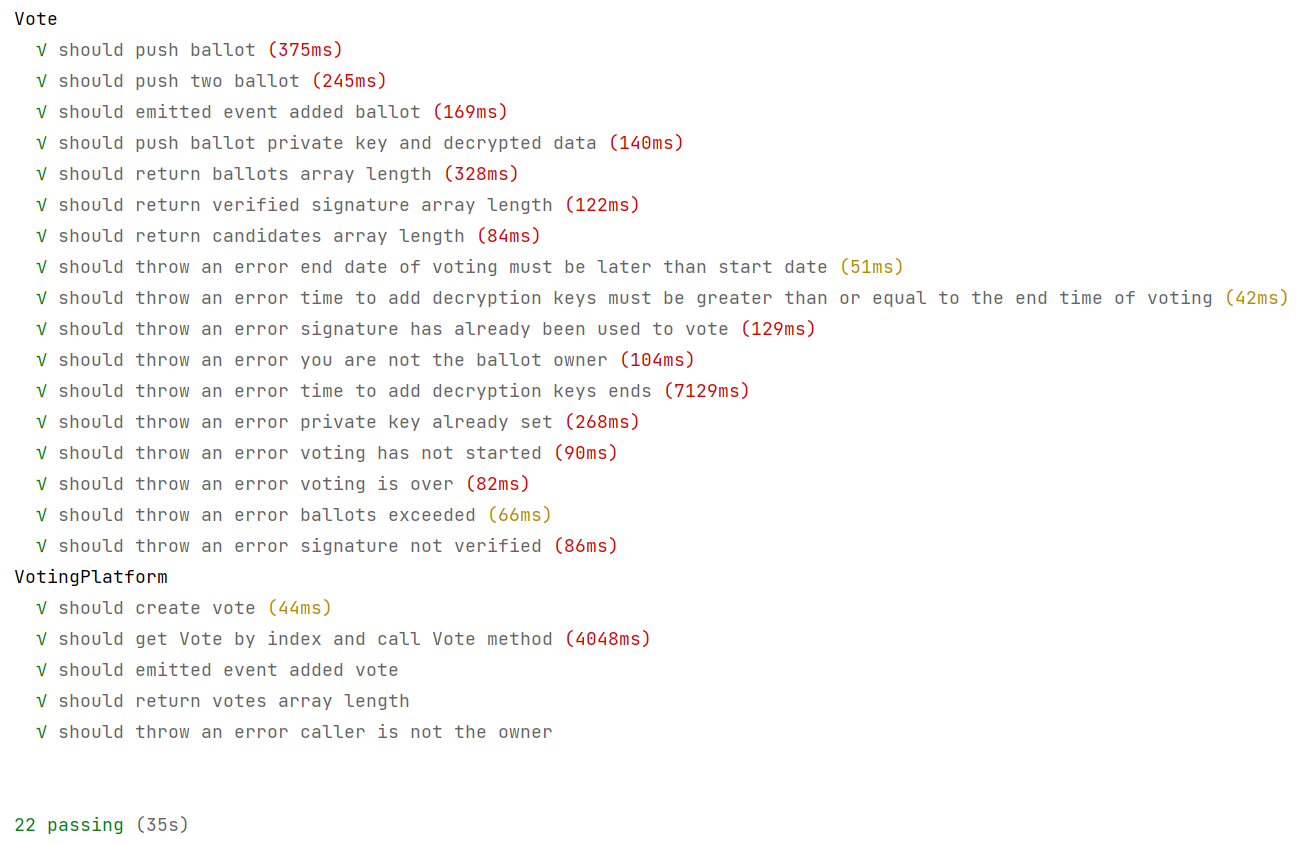 Vote
√ should push ballot (375ms)
√ should push two ballot (245ms)
√ should emitted event added ballot (169ms)
√ should push ballot private key and decrypted data (140ms)
√ should return ballots array length (328ms)
√ should return verified signature array length (122ms)
√ should return candidates array length (84ms)
√ should throw an error end date of voting must be later than start date (51ms)
√ should throw an error time to add decryption keys must be greater than or equal to the end time of voting (42ms)
√ should throw an error signature has already been used to vote (129ms)
√ should throw an error you are not the ballot owner (104ms)
√ should throw an error time to add decryption keys ends (7129ms)
√ should throw an error private key already set (268ms)
√ should throw an error voting has not started (90ms)
√ should throw an error voting is over (82ms)
√ should throw an error ballots exceeded (66ms)
√ should throw an error signature not verified (86ms)
VotingPlatform
√ should create vote (44ms)
√ should get Vote by index and call Vote method (4048ms)
√ should emitted event added vote
√ should return votes array length
√ should throw an error caller is not the owner
22 passing (35s)